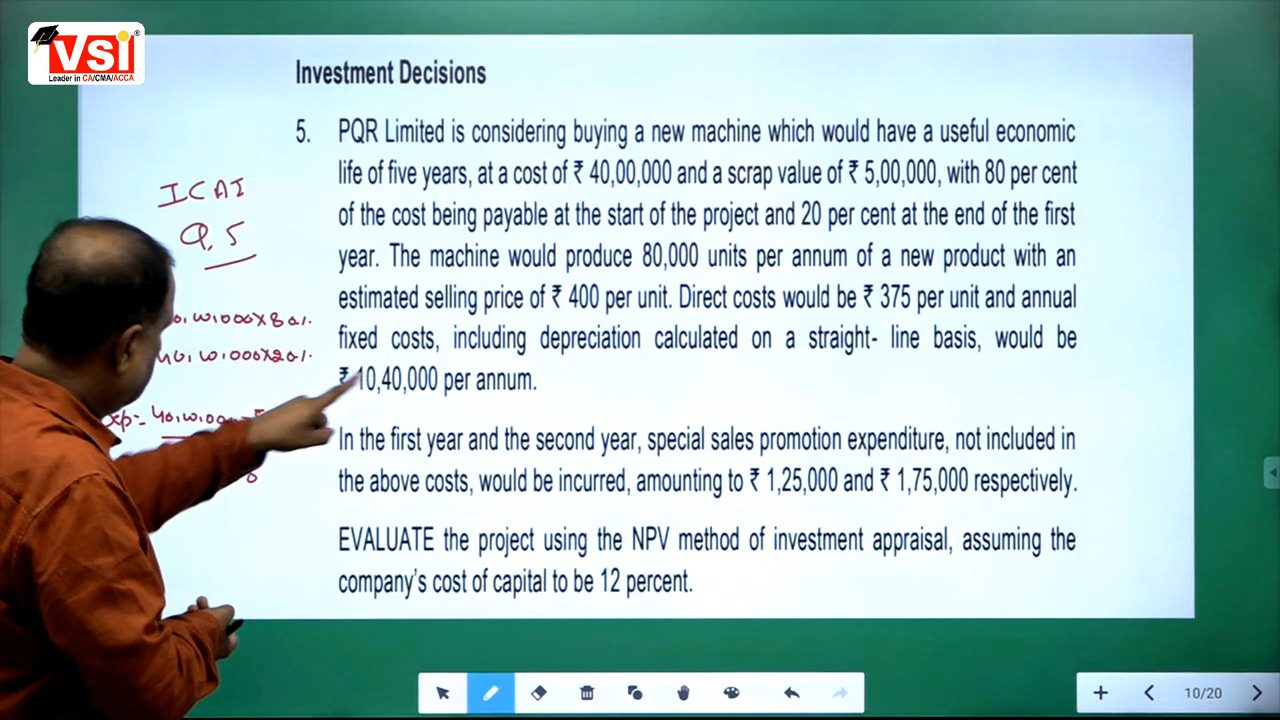 VSI®
Leader in CA/CMA/ACCA
Investment Decisions
5. PQR Limited is considering buying a new machine which would have a useful economic
life of five years, at a cost of ₹ 40,00,000 and a scrap value of ₹ 5,00,000, with 80 per cent
of the cost being payable at the start of the project and 20 per cent at the end of the first
year. The machine would produce 80,000 units per annum of a new product with an
estimated selling price of ₹ 400 per unit. Direct costs would be ₹ 375 per unit and annual
fixed costs, including depreciation calculated on a straight- line basis, would be
₹ 10,40,000 per annum.
In the first year and the second year, special sales promotion expenditure, not included in
the above costs, would be incurred, amounting to ₹ 1,25,000 and ₹ 1,75,000 respectively.
EVALUATE the project using the NPV method of investment appraisal, assuming the
company's cost of capital to be 12 percent.
ICAI
Q.5
10/20